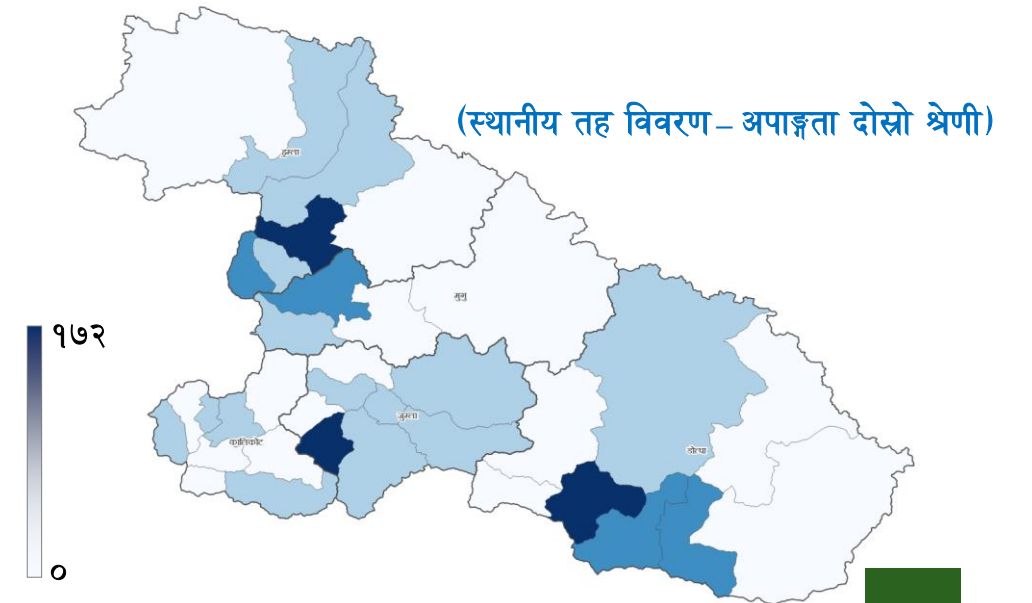 (स्थानीय तह विवरण – अपाङ्गता दोस्रो श्रेणी)
हुम्ला
मुगु
१७२
जुम्ला
कालिकोट
डोल्पा
०